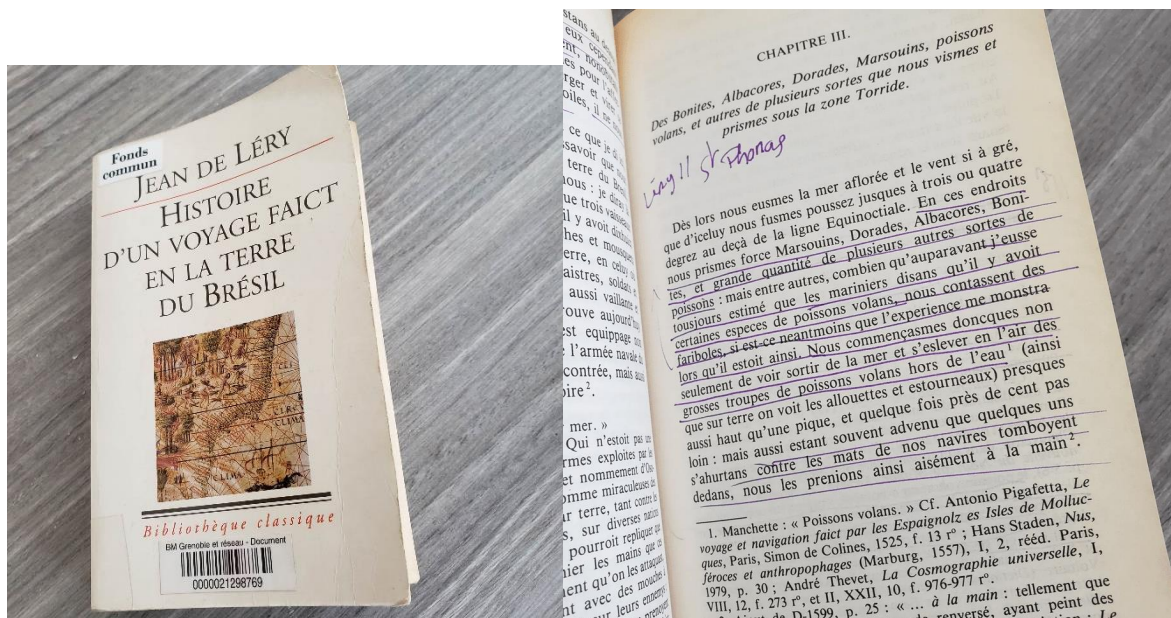 Fonds
commun
JEAN DE LÉRY
HISTOIRE
D'UN VOYAGE FAICT
EN LA TERRE
DU BRÉSIL
Bibliothèque classique
BM Grenoble et réseau - Document
0000021298769
CHAPITRE III.
Des Bonites, Albacores, Dorades, Marsouins, poissons
volans, et autres de plusieurs sortes que nous vismes et
prismes sous la zone Torride.
Léry II
Dès lors nous eusmes la mer aflorée et le vent si à gré,
que d'iceluy nous fusmes poussez jusques à trois ou quatre
degrez au deçà de la ligne Equinoctiale. En ces endroits
nous prismes force Marsouins, Dorades, Albacores, Boni-
tes, et grande quantité de plusieurs autres sortes de
poissons : mais entre autres, combien qu'auparavant j'eusse
tousjours estimé que les mariniers disans qu'il y avoit
certaines especes de poissons volans, nous contassent des
fariboles, si est-ce neantmoins que l'experience me monstra
lors qu'il estoit ainsi. Nous commençasmes doncques non
seulement de voir sortir de la mer et s'eslever en l'air des
grosses troupes de poissons volans hors de l'eau¹ (ainsi
que sur terre on voit les allouettes et estourneaux) presques
aussi haut qu'une pique, et quelque fois près de cent pas
loin : mais aussi estant souvent advenu que quelques uns
s'ahurtans contre les mats de nos navires tomboyent
dedans, nous les prenions ainsi aisément à la main².
1. Manchette : « Poissons volans. » Cf. Antonio Pigafetta, Le
voyage et navigation faict par les Espaignolz es Isles de Molluc-
ques, Paris, Simon de Colines, 1525, f. 13 r° ; Hans Staden, Nus,
féroces et anthropophages (Marburg, 1557), I, 2, rééd. Paris,
1979, p. 30 ; André Thevet, La Cosmographie universelle, I,
VIII, 12, f. 273 r°, et II, XXII, 10, f. 976-977 r°.
D-1599, p. 25 : « ... à la main : tellement que
renversé, ayant peint des